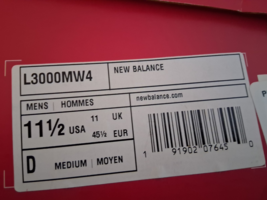 L3000MW4
NEW BALANCE
MENS | HOMMES
newbalance.com
11½ USA 11 UK
45½ EUR
D MEDIUM | MOYEN
1 91902 07645 0